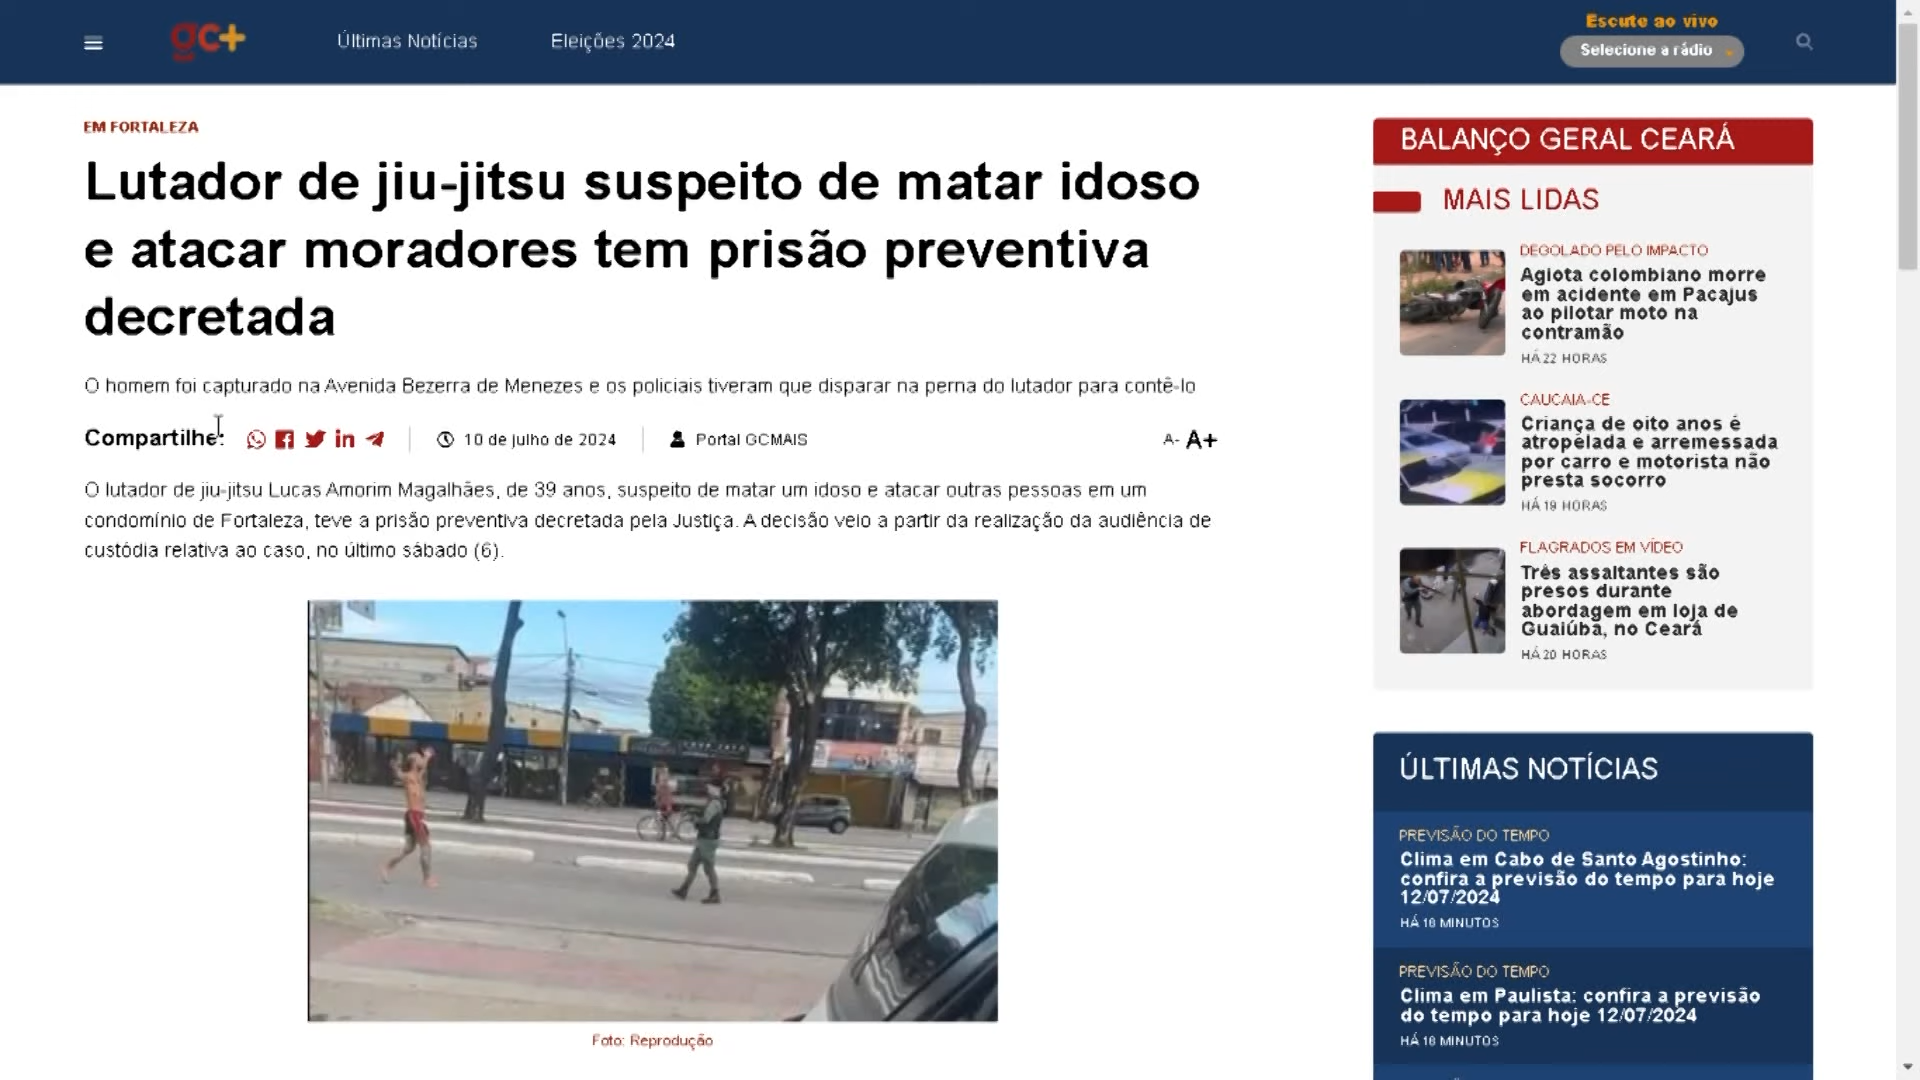 gc+
Últimas Notícias
Eleições 2024
Escute ao vivo
Selecione a rádio
EM FORTALEZA
Lutador de jiu-jitsu suspeito de matar idoso
e atacar moradores tem prisão preventiva
decretada
O homem foi capturado na Avenida Bezerra de Menezes e os policiais tiveram que disparar na perna do lutador para contê-lo
Compartilhe:
10 de julho de 2024
Portal GCMAIS
A- A+
O lutador de jiu-jitsu Lucas Amorim Magalhães, de 39 anos, suspeito de matar um idoso e atacar outras pessoas em um
condomínio de Fortaleza, teve a prisão preventiva decretada pela Justiça. A decisão veio a partir da realização da audiência de
custódia relativa ao caso, no último sábado (6).
Foto: Reprodução
BALANÇO GERAL CEARÁ
MAIS LIDAS
DEGOLADO PELO IMPACTO
Agiota colombiano morre
em acidente em Pacajus
ao pilotar moto na
contramão
HÁ 22 HORAS
CAUCAIA-CE
Criança de oito anos é
atropelada e arremessada
por carro e motorista não
presta socorro
HÁ 19 HORAS
FLAGRADOS EM VÍDEO
Três assaltantes são
presos durante
abordagem em loja de
Guaiúba, no Ceará
HÁ 20 HORAS
ÚLTIMAS NOTÍCIAS
PREVISÃO DO TEMPO
Clima em Cabo de Santo Agostinho:
confira a previsão do tempo para hoje
12/07/2024
HÁ 16 MINUTOS
PREVISÃO DO TEMPO
Clima em Paulista: confira a previsão
do tempo para hoje 12/07/2024
HÁ 16 MINUTOS